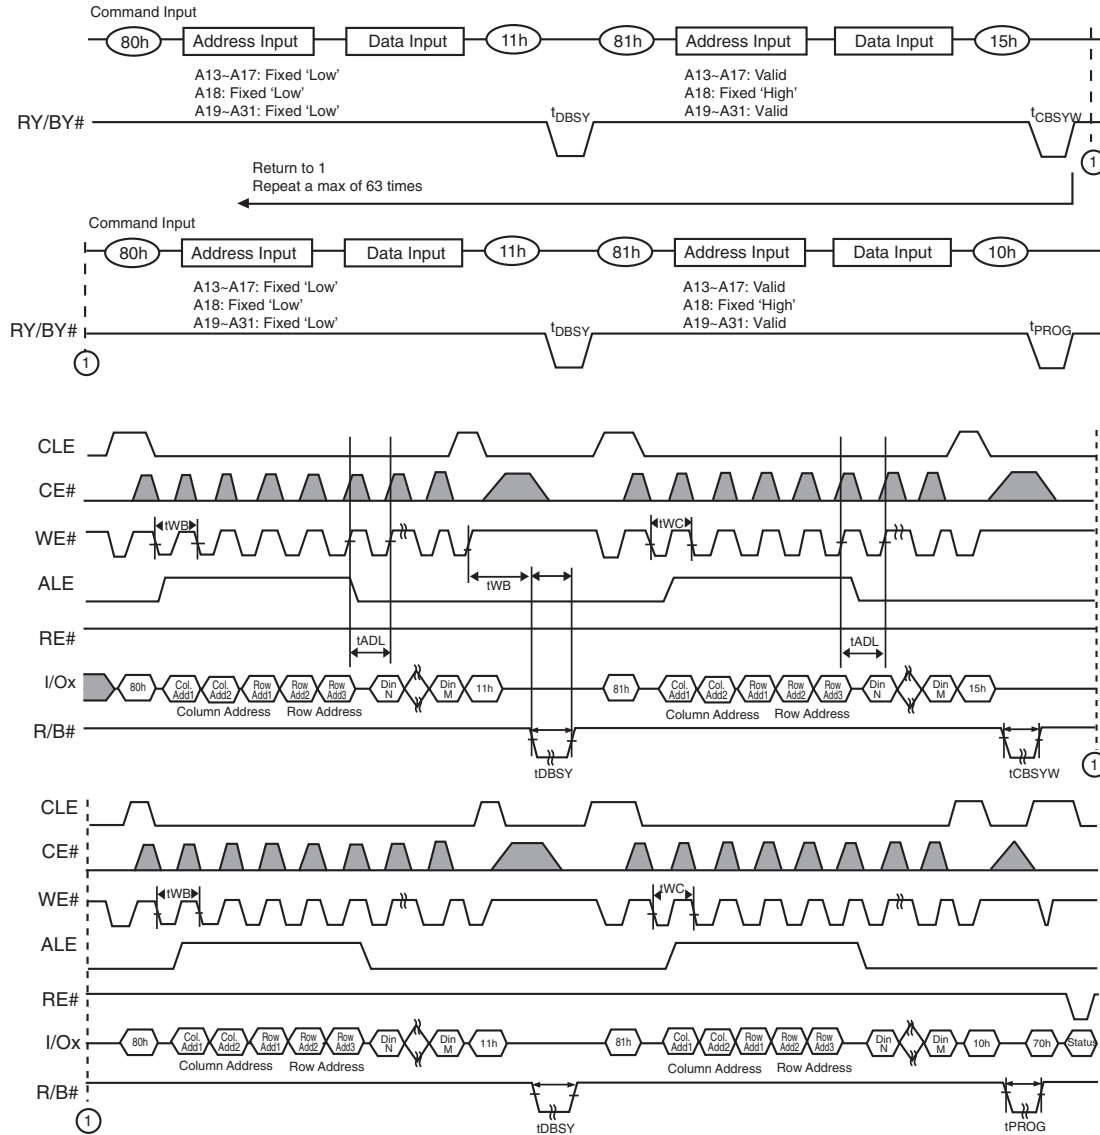 Command Input
80h Address Input Data Input 11h 81h Address Input Data Input 15h
A13~A17: Fixed 'Low' A13~A17: Valid
A18: Fixed 'Low' A18: Fixed 'High'
A19~A31: Fixed 'Low' A19~A31: Valid
RY/BY# tDBSY tCBSYW
1
Return to 1
Repeat a max of 63 times
Command Input
80h Address Input Data Input 11h 81h Address Input Data Input 10h
A13~A17: Fixed 'Low' A13~A17: Valid
A18: Fixed 'Low' A18: Fixed 'High'
A19~A31: Fixed 'Low' A19~A31: Valid
RY/BY# tDBSY tPROG
1
CLE
CE#
WE# tWB tWC
ALE
tWB
RE#
tADL tADL
I/Ox 80h Col. Add1 Col. Add2 Row Add1 Row Add2 Row Add3 Din N Din M 11h 81h Col. Add1 Col. Add2 Row Add1 Row Add2 Row Add3 Din N Din M 15h
Column Address Row Address Column Address Row Address
R/B#
tDBSY tCBSYW 1
CLE
CE#
WE# tWB tWC
ALE
RE#
I/Ox 80h Col. Add1 Col. Add2 Row Add1 Row Add2 Row Add3 Din N Din M 11h 81h Col. Add1 Col. Add2 Row Add1 Row Add2 Row Add3 Din N Din M 10h 70h Status
Column Address Row Address Column Address Row Address
R/B#
1 tDBSY tPROG